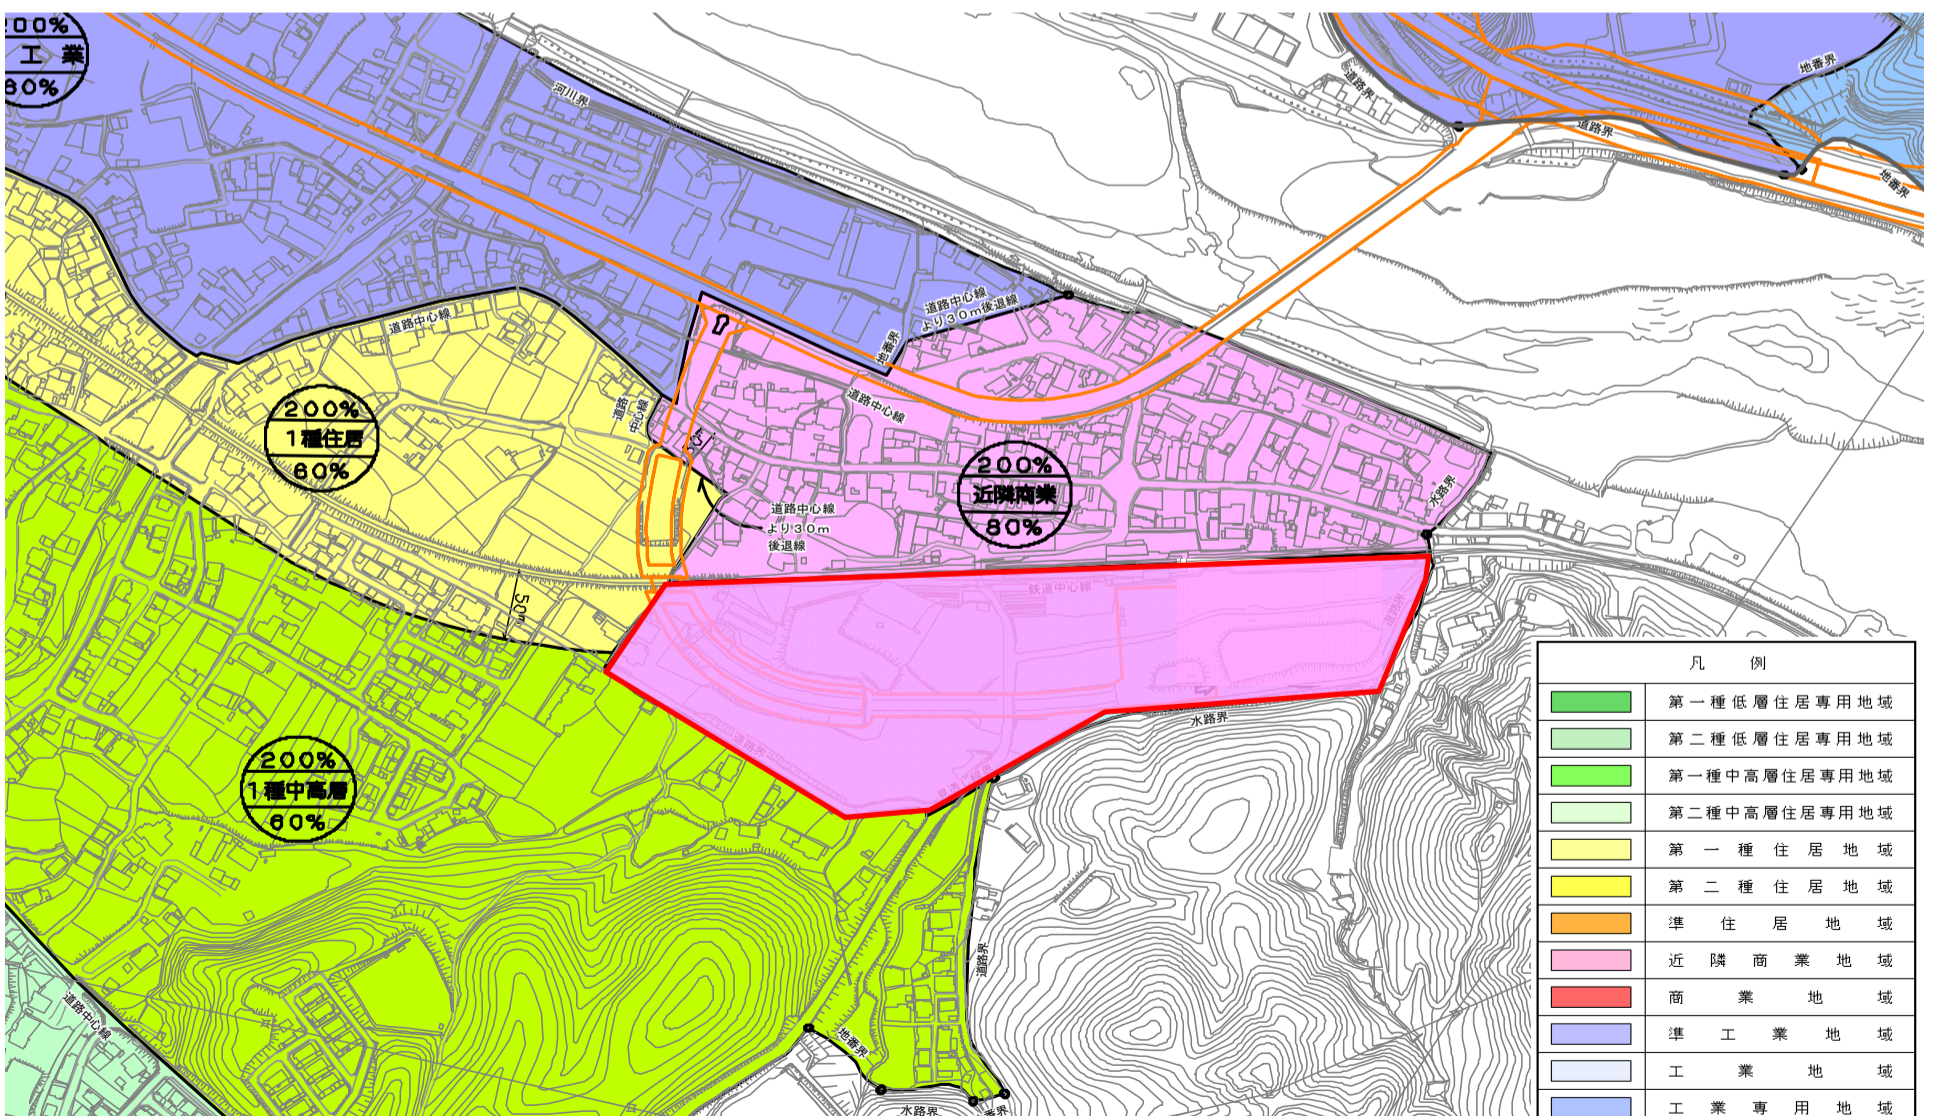 200%
工業
60%
河川界
道路界
地番界
道路界
地番界
道路中心線
道路中心線
より30m後退線
地番界
道路
中心線
道路中心線
200%
1種住居
60%
200%
近隣商業
80%
水路界
道路中心線
より30m
後退線
50m
鉄道中心線
道路界
水路界
道路界
200%
1種中高層
60%
道路界
道路中心線
地番界
水路界
番界
凡例
第一種低層住居専用地域
第二種低層住居専用地域
第一種中高層住居専用地域
第二種中高層住居専用地域
第一種住居地域
第二種住居地域
準住居地域
近隣商業地域
商業地域
準工業地域
工業地域
工業専用地域